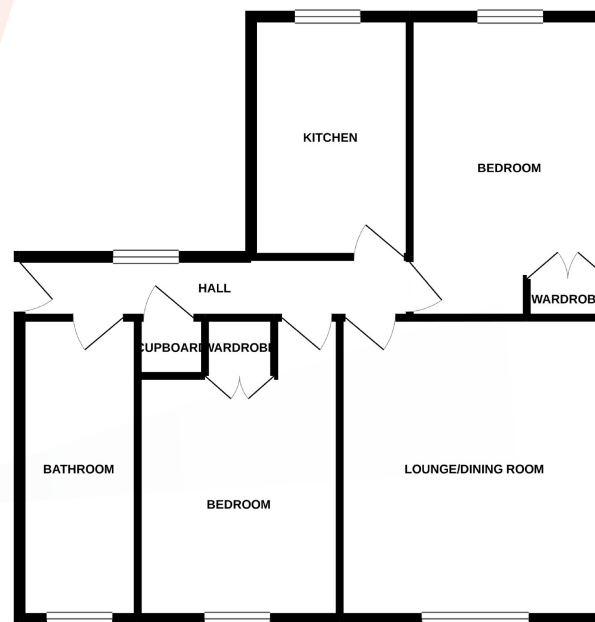 KITCHEN
BEDROOM
HALL
WARDROB
CUPBOARD
WARDROBE
BATHROOM
LOUNGE/DINING ROOM
BEDROOM